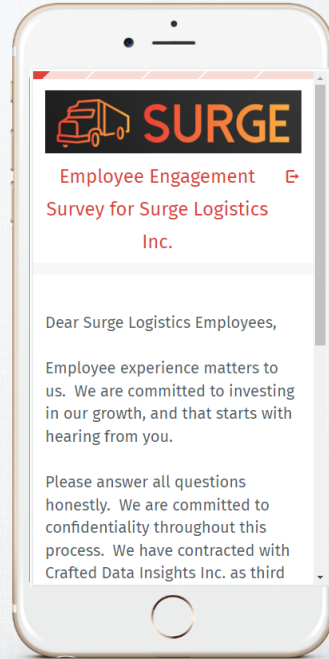 SURGE
Employee Engagement
Survey for Surge Logistics
Inc.
Dear Surge Logistics Employees,
Employee experience matters to
us.  We are committed to investing
in our growth, and that starts with
hearing from you.
Please answer all questions
honestly.  We are committed to
confidentiality throughout this
process.  We have contracted with
Crafted Data Insights Inc. as third